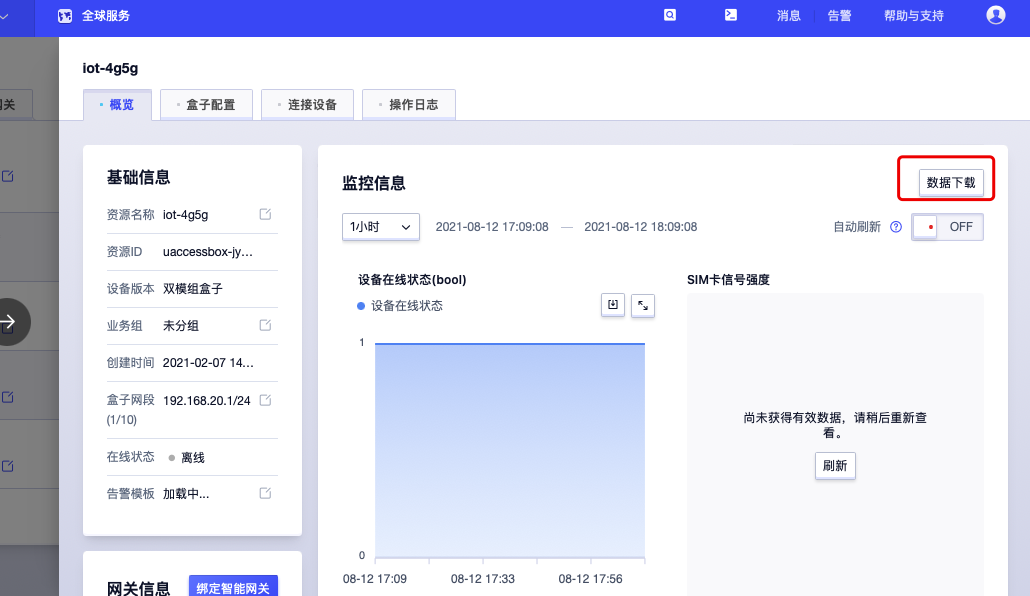 全球服务
消息
告警
帮助与支持
iot-4g5g
概览
盒子配置
连接设备
操作日志
关
基础信息
资源名称 iot-4g5g
资源ID uaccessbox-jy...
设备版本 双模组盒子
业务组 未分组
创建时间 2021-02-07 14...
盒子网段 192.168.20.1/24
(1/10)
在线状态 离线
告警模板 加载中...
网关信息
绑定智能网关
监控信息
数据下载
1小时
2021-08-12 17:09:08 — 2021-08-12 18:09:08
自动刷新
OFF
设备在线状态(bool)
设备在线状态
1
0
08-12 17:09
08-12 17:33
08-12 17:56
SIM卡信号强度
尚未获得有效数据，请稍后重新查
看。
刷新